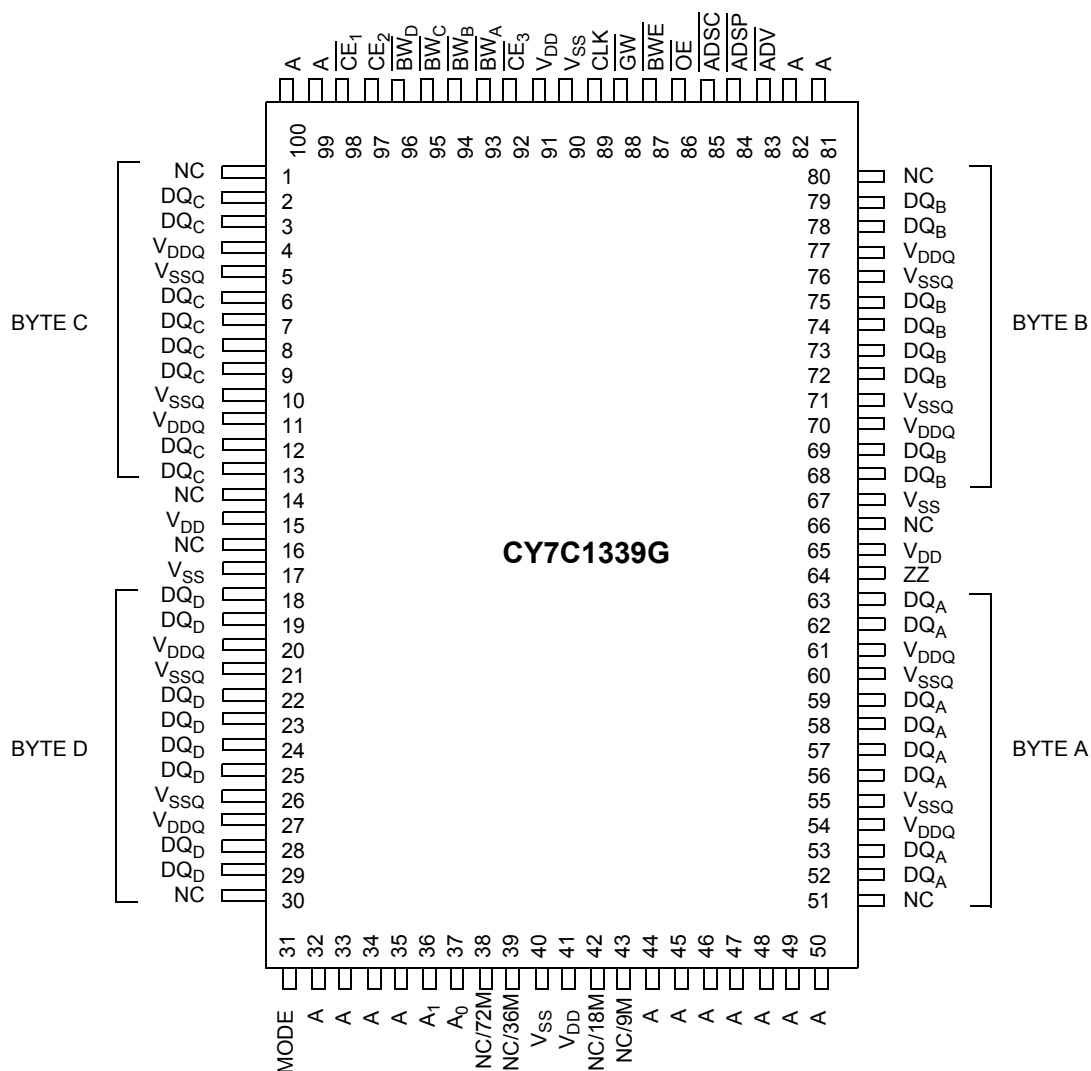 A A CE1 CE2 BWD BWC BWB BWA CE3 VDD VSS CLK GW BWE OE ADSC ADSP ADV A A
100 99 98 97 96 95 94 93 92 91 90 89 88 87 86 85 84 83 82 81
NC 1 80 NC
DQC 2 79 DQB
DQC 3 78 DQB
VDDQ 4 77 VDDQ
VSSQ 5 76 VSSQ
DQC 6 75 DQB
BYTE C DQC 7 74 DQB BYTE B
DQC 8 73 DQB
DQC 9 72 DQB
VSSQ 10 71 VSSQ
VDDQ 11 70 VDDQ
DQC 12 69 DQB
DQC 13 68 DQB
NC 14 67 VSS
VDD 15 66 NC
NC 16 CY7C1339G 65 VDD
VSS 17 64 ZZ
DQD 18 63 DQA
DQD 19 62 DQA
VDDQ 20 61 VDDQ
VSSQ 21 60 VSSQ
DQD 22 59 DQA
DQD 23 58 DQA
BYTE D DQD 24 57 DQA BYTE A
DQD 25 56 DQA
VSSQ 26 55 VSSQ
VDDQ 27 54 VDDQ
DQD 28 53 DQA
DQD 29 52 DQA
NC 30 51 NC
31 32 33 34 35 36 37 38 39 40 41 42 43 44 45 46 47 48 49 50
MODE A A A A A1 A0 NC/72M NC/36M VSS VDD NC/18M NC/9M A A A A A A A